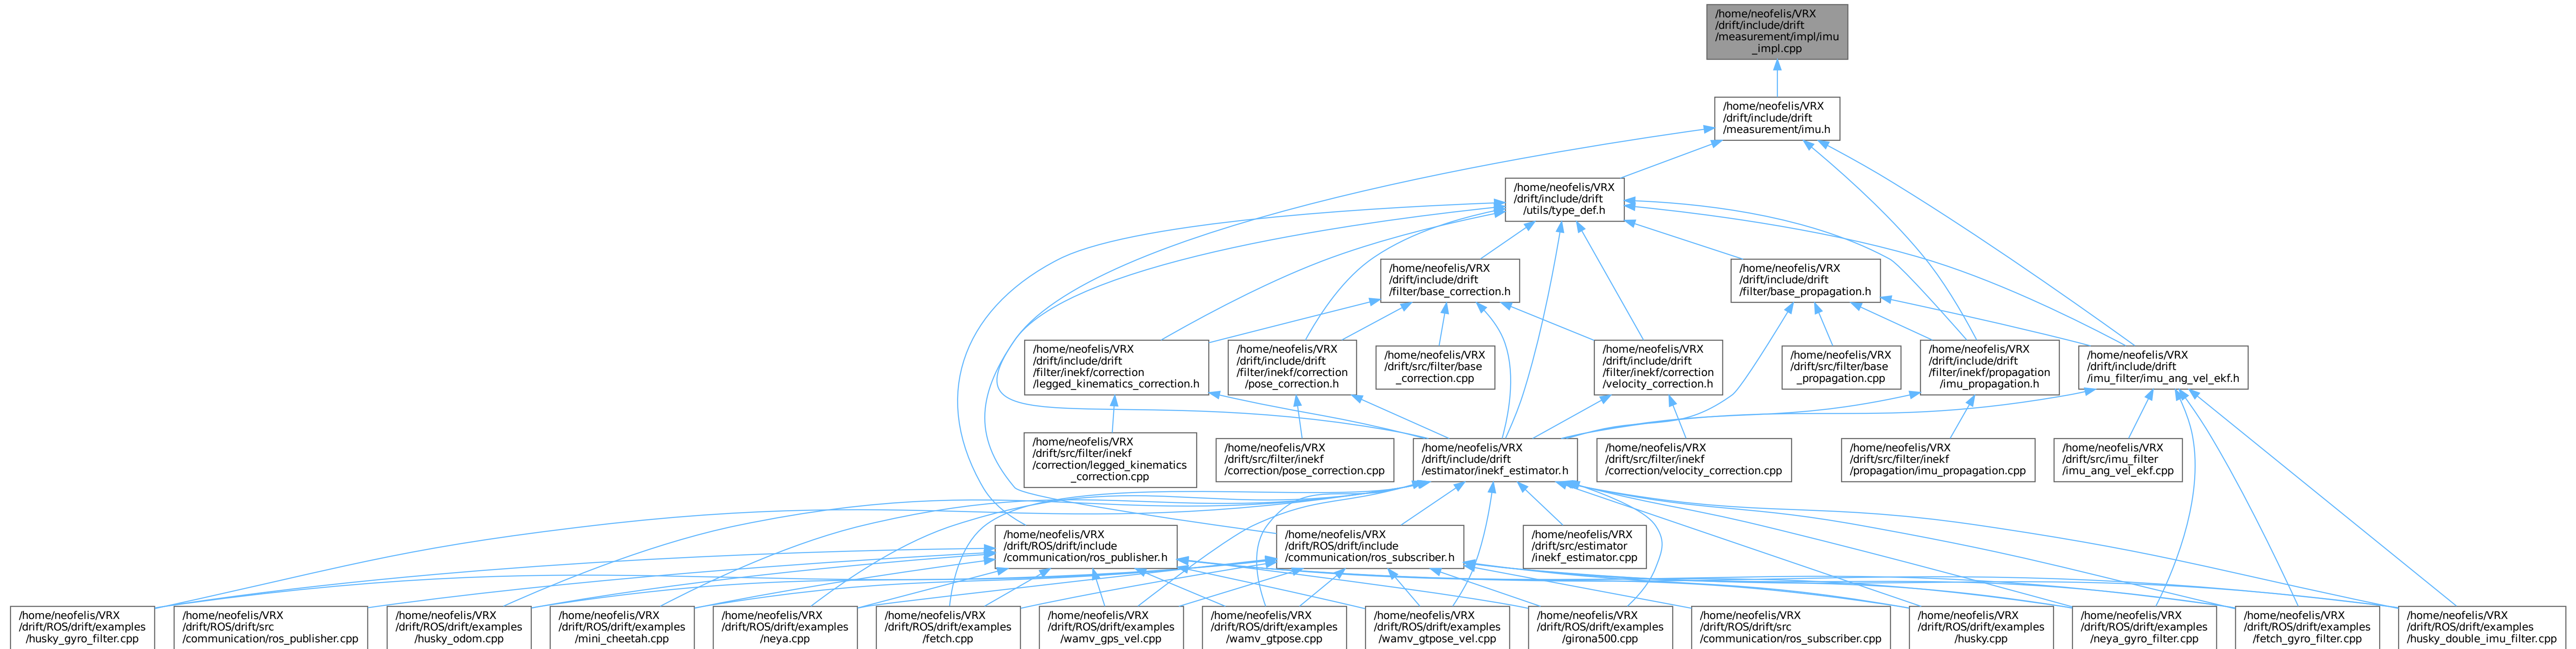 /home/neofelis/VRX
/drift/include/drift
/measurement/impl/imu
_impl.cpp
/home/neofelis/VRX
/drift/include/drift
/measurement/imu.h
/home/neofelis/VRX
/drift/include/drift
/utils/type_def.h
/home/neofelis/VRX
/drift/include/drift
/filter/base_correction.h
/home/neofelis/VRX
/drift/include/drift
/filter/base_propagation.h
/home/neofelis/VRX
/drift/include/drift
/filter/inekf/correction
/legged_kinematics_correction.h
/home/neofelis/VRX
/drift/include/drift
/filter/inekf/correction
/pose_correction.h
/home/neofelis/VRX
/drift/src/filter/base
_correction.cpp
/home/neofelis/VRX
/drift/include/drift
/filter/inekf/correction
/velocity_correction.h
/home/neofelis/VRX
/drift/src/filter/base
_propagation.cpp
/home/neofelis/VRX
/drift/include/drift
/filter/inekf/propagation
/imu_propagation.h
/home/neofelis/VRX
/drift/include/drift
/imu_filter/imu_ang_vel_ekf.h
/home/neofelis/VRX
/drift/src/filter/inekf
/correction/legged_kinematics
_correction.cpp
/home/neofelis/VRX
/drift/src/filter/inekf
/correction/pose_correction.cpp
/home/neofelis/VRX
/drift/include/drift
/estimator/inekf_estimator.h
/home/neofelis/VRX
/drift/src/filter/inekf
/correction/velocity_correction.cpp
/home/neofelis/VRX
/drift/src/filter/inekf
/propagation/imu_propagation.cpp
/home/neofelis/VRX
/drift/src/imu_filter
/imu_ang_vel_ekf.cpp
/home/neofelis/VRX
/drift/ROS/drift/include
/communication/ros_publisher.h
/home/neofelis/VRX
/drift/ROS/drift/include
/communication/ros_subscriber.h
/home/neofelis/VRX
/drift/src/estimator
/inekf_estimator.cpp
/home/neofelis/VRX
/drift/ROS/drift/examples
/husky_gyro_filter.cpp
/home/neofelis/VRX
/drift/ROS/drift/src
/communication/ros_publisher.cpp
/home/neofelis/VRX
/drift/ROS/drift/examples
/husky_odom.cpp
/home/neofelis/VRX
/drift/ROS/drift/examples
/mini_cheetah.cpp
/home/neofelis/VRX
/drift/ROS/drift/examples
/neya.cpp
/home/neofelis/VRX
/drift/ROS/drift/examples
/fetch.cpp
/home/neofelis/VRX
/drift/ROS/drift/examples
/wamv_gps_vel.cpp
/home/neofelis/VRX
/drift/ROS/drift/examples
/wamv_gtpose.cpp
/home/neofelis/VRX
/drift/ROS/drift/examples
/wamv_gtpose_vel.cpp
/home/neofelis/VRX
/drift/ROS/drift/examples
/girona500.cpp
/home/neofelis/VRX
/drift/ROS/drift/src
/communication/ros_subscriber.cpp
/home/neofelis/VRX
/drift/ROS/drift/examples
/husky.cpp
/home/neofelis/VRX
/drift/ROS/drift/examples
/neya_gyro_filter.cpp
/home/neofelis/VRX
/drift/ROS/drift/examples
/fetch_gyro_filter.cpp
/home/neofelis/VRX
/drift/ROS/drift/examples
/husky_double_imu_filter.cpp